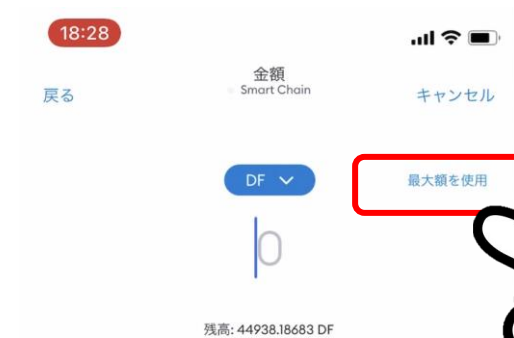 18:28
金額
Smart Chain
戻る
キャンセル
DF
最大額を使用
0
残高: 44938.18683 DF